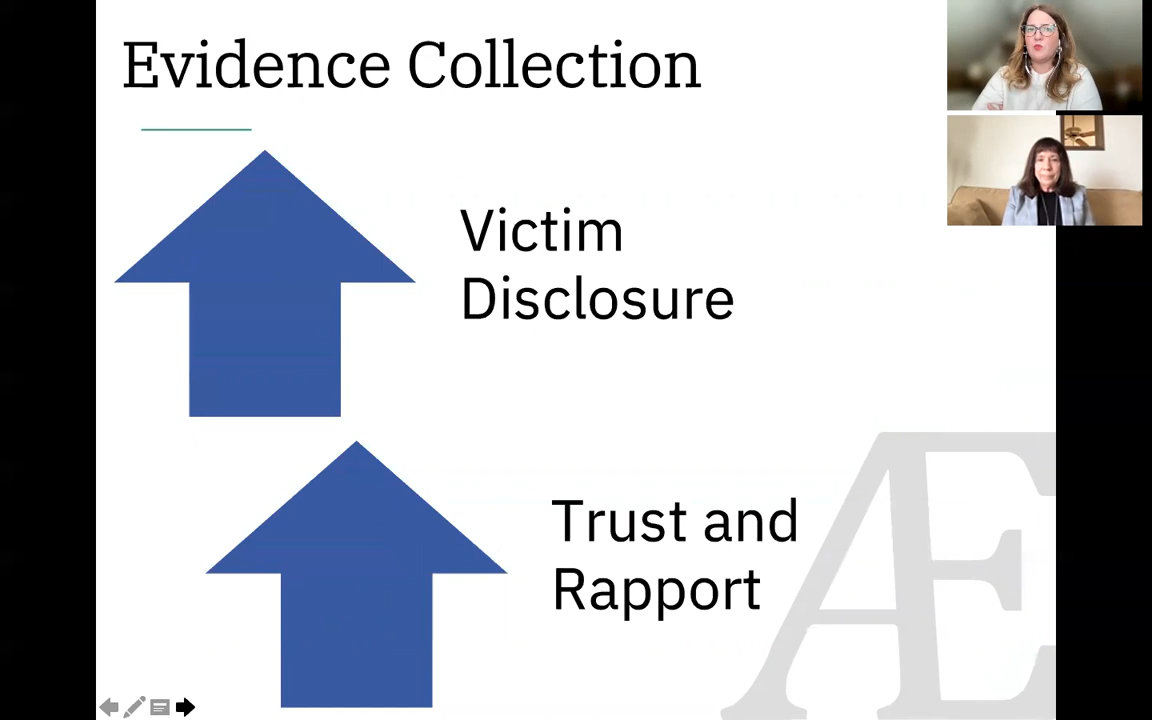 Evidence Collection
Victim
Disclosure
Trust and
Rapport
Æ